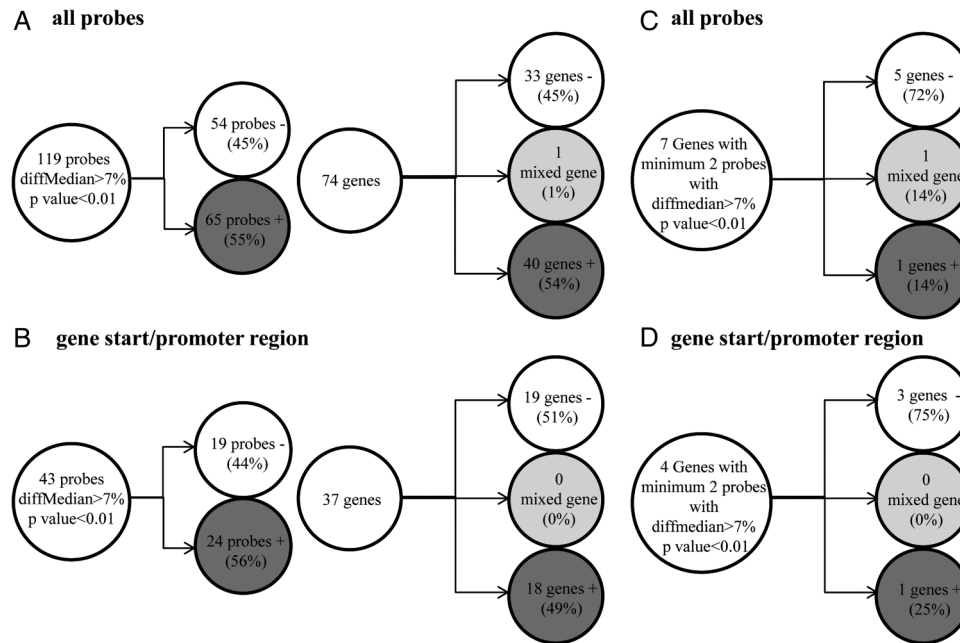 A all probes
119 probes
diffMedian>7%
p value<0.01
54 probes -
(45%)
65 probes +
(55%)
74 genes
33 genes -
(45%)
1
mixed gene
(1%)
40 genes +
(54%)
C all probes
7 Genes with
minimum 2 probes
with
diffmedian>7%
p value<0.01
5 genes -
(72%)
1
mixed gene
(14%)
1 genes +
(14%)
B gene start/promoter region
43 probes
diffMedian>7%
p value<0.01
19 probes -
(44%)
24 probes +
(56%)
37 genes
19 genes -
(51%)
0
mixed gene
(0%)
18 genes +
(49%)
D gene start/promoter region
4 Genes with
minimum 2 probes
with
diffmedian>7%
p value<0.01
3 genes -
(75%)
0
mixed gene
(0%)
1 genes +
(25%)